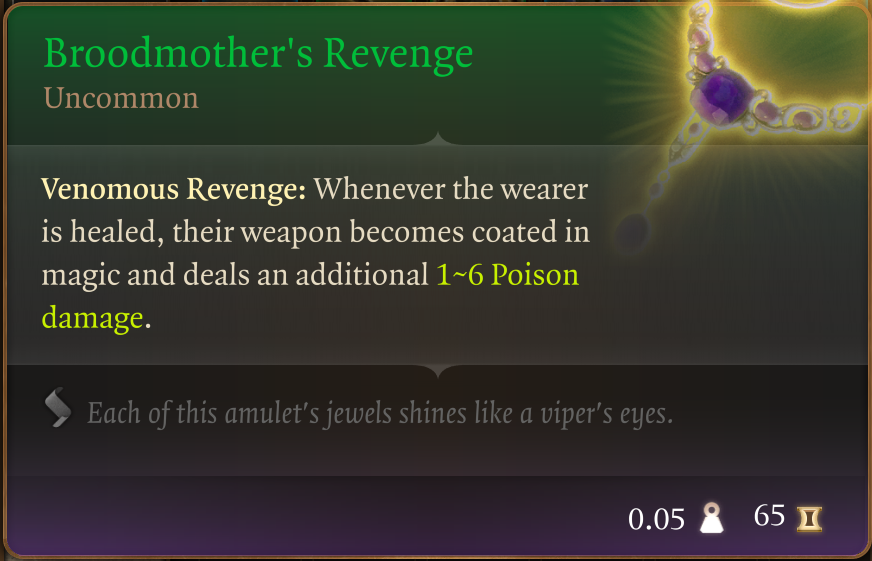 Broodmother's Revenge
Uncommon
Venomous Revenge: Whenever the wearer
is healed, their weapon becomes coated in
magic and deals an additional 1~6 Poison
damage.
Each of this amulet's jewels shines like a viper's eyes.
0.05 65